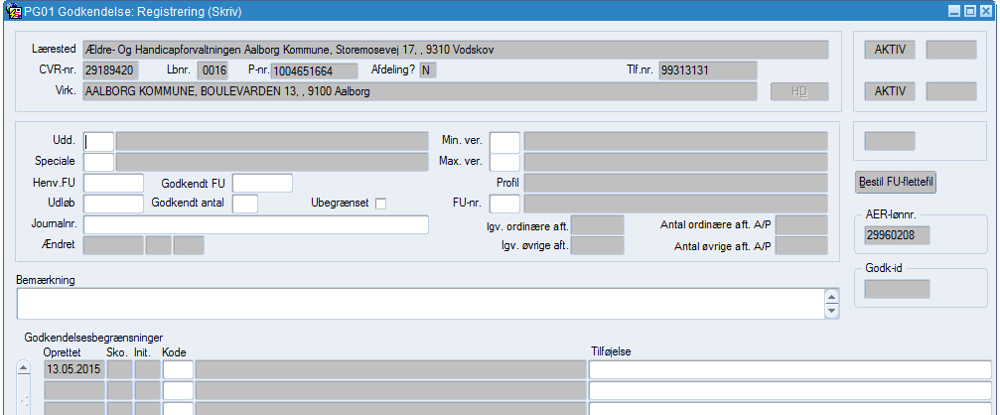 PG01 Godkendelse: Registrering (Skriv)
Lærested Ældre- Og Handicapforvaltningen Aalborg Kommune, Storemosevej 17, , 9310 Vodskov AKTIV
CVR-nr. 29189420 Lbnr. 0016 P-nr. 1004651664 Afdeling? N Tlf.nr. 99313131
Virk. AALBORG KOMMUNE, BOULEVARDEN 13, , 9100 Aalborg HD AKTIV
Udd. Min. ver.
Speciale Max. ver.
Henv.FU Godkendt FU Profil Bestil FU-flettefil
Udløb Godkendt antal Ubegrænset FU-nr.
Journalnr. Igv. ordinære aft. Antal ordinære aft. A/P AER-lønnr.
29960208
Ændret Igv. øvrige aft. Antal øvrige aft. A/P
Godk-id
Bemærkning
Godkendelsesbegrænsninger
Oprettet Sko. Init. Kode Tilføjelse
13.05.2015